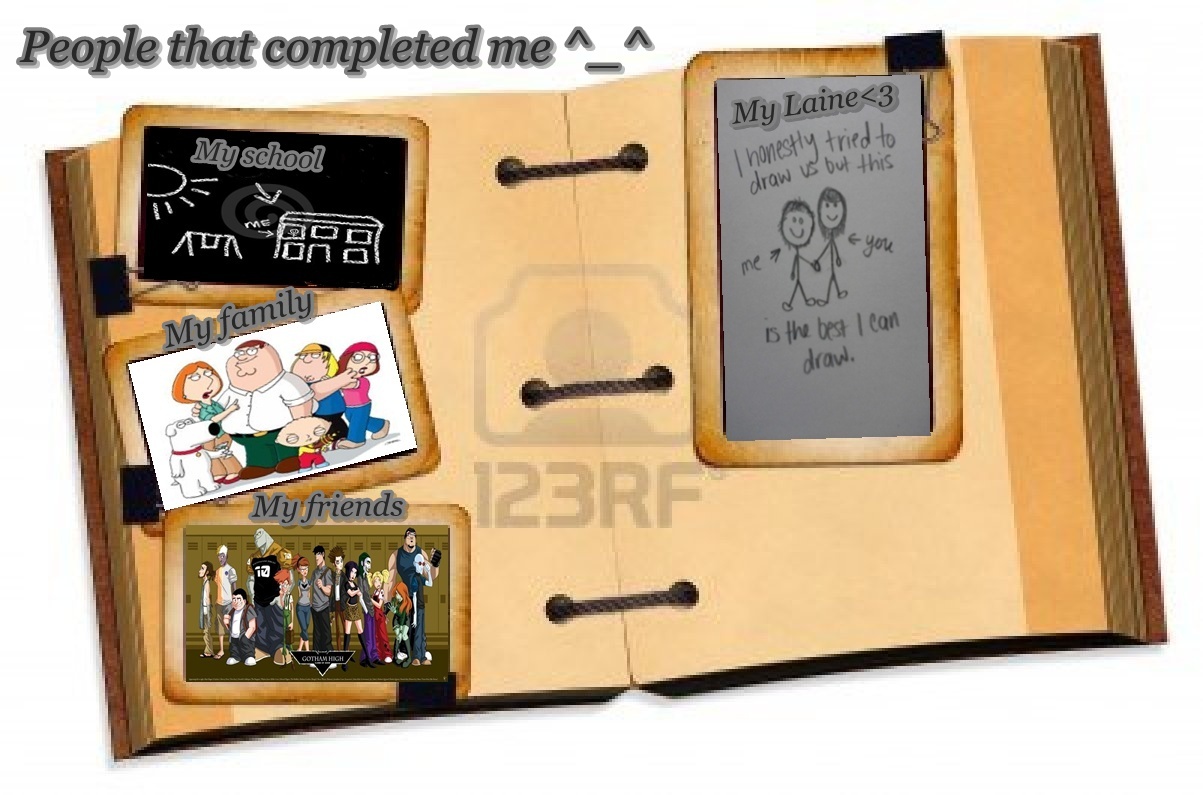 People that completed me ^_^
My school
ME
My family
My friends
10
GOTHAM HIGH
My Laine<3
I honestly tried to
draw us but this
me
you
is the best I can
draw.
123RF